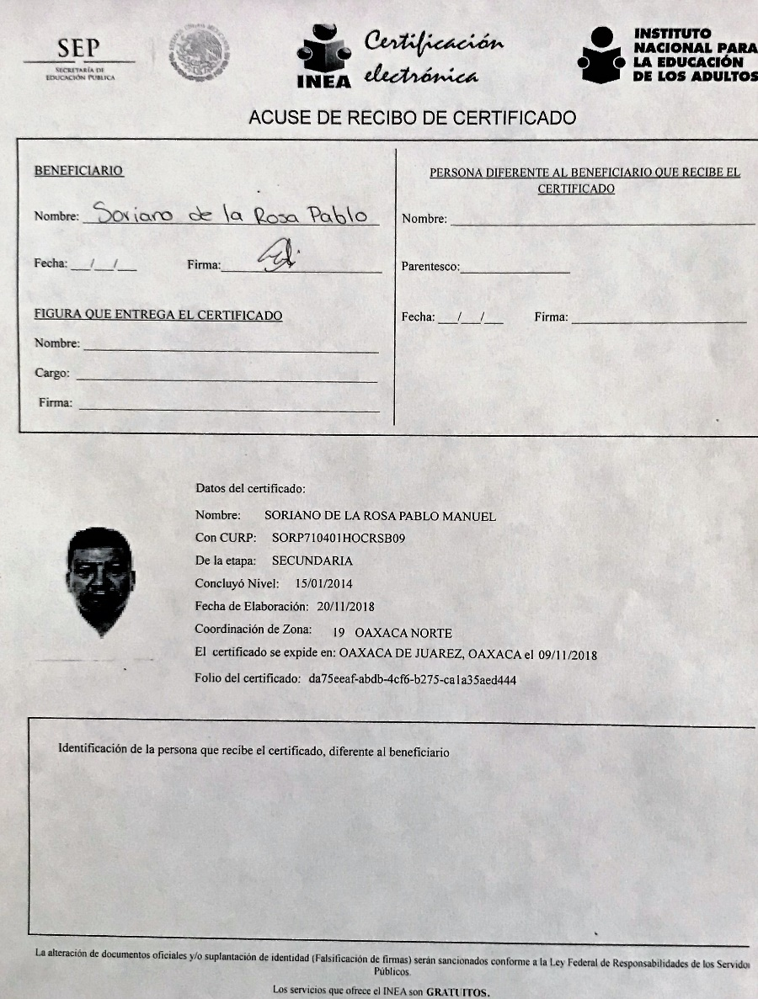 SEP
SECRETARÍA DE
EDUCACIÓN PÚBLICA
INEA
Certificación
electrónica
INSTITUTO
NACIONAL PARA
LA EDUCACIÓN
DE LOS ADULTOS
ACUSE DE RECIBO DE CERTIFICADO
BENEFICIARIO
Nombre: Soriano de la Rosa Pablo
Fecha: __/__/__ Firma:
FIGURA QUE ENTREGA EL CERTIFICADO
Nombre:
Cargo:
Firma:
PERSONA DIFERENTE AL BENEFICIARIO QUE RECIBE EL
CERTIFICADO
Nombre:
Parentesco:
Fecha: __/__/__ Firma:
Datos del certificado:
Nombre: SORIANO DE LA ROSA PABLO MANUEL
Con CURP: SORP710401HOCRSB09
De la etapa: SECUNDARIA
Concluyó Nivel: 15/01/2014
Fecha de Elaboración: 20/11/2018
Coordinación de Zona: 19 OAXACA NORTE
El certificado se expide en: OAXACA DE JUAREZ, OAXACA el 09/11/2018
Folio del certificado: da75eeaf-abdb-4cf6-b275-ca1a35aed444
Identificación de la persona que recibe el certificado, diferente al beneficiario
La alteración de documentos oficiales y/o suplantación de identidad (Falsificación de firmas) serán sancionados conforme a la Ley Federal de Responsabilidades de los Servido
Públicos.
Los servicios que ofrece el INEA son GRATUITOS.